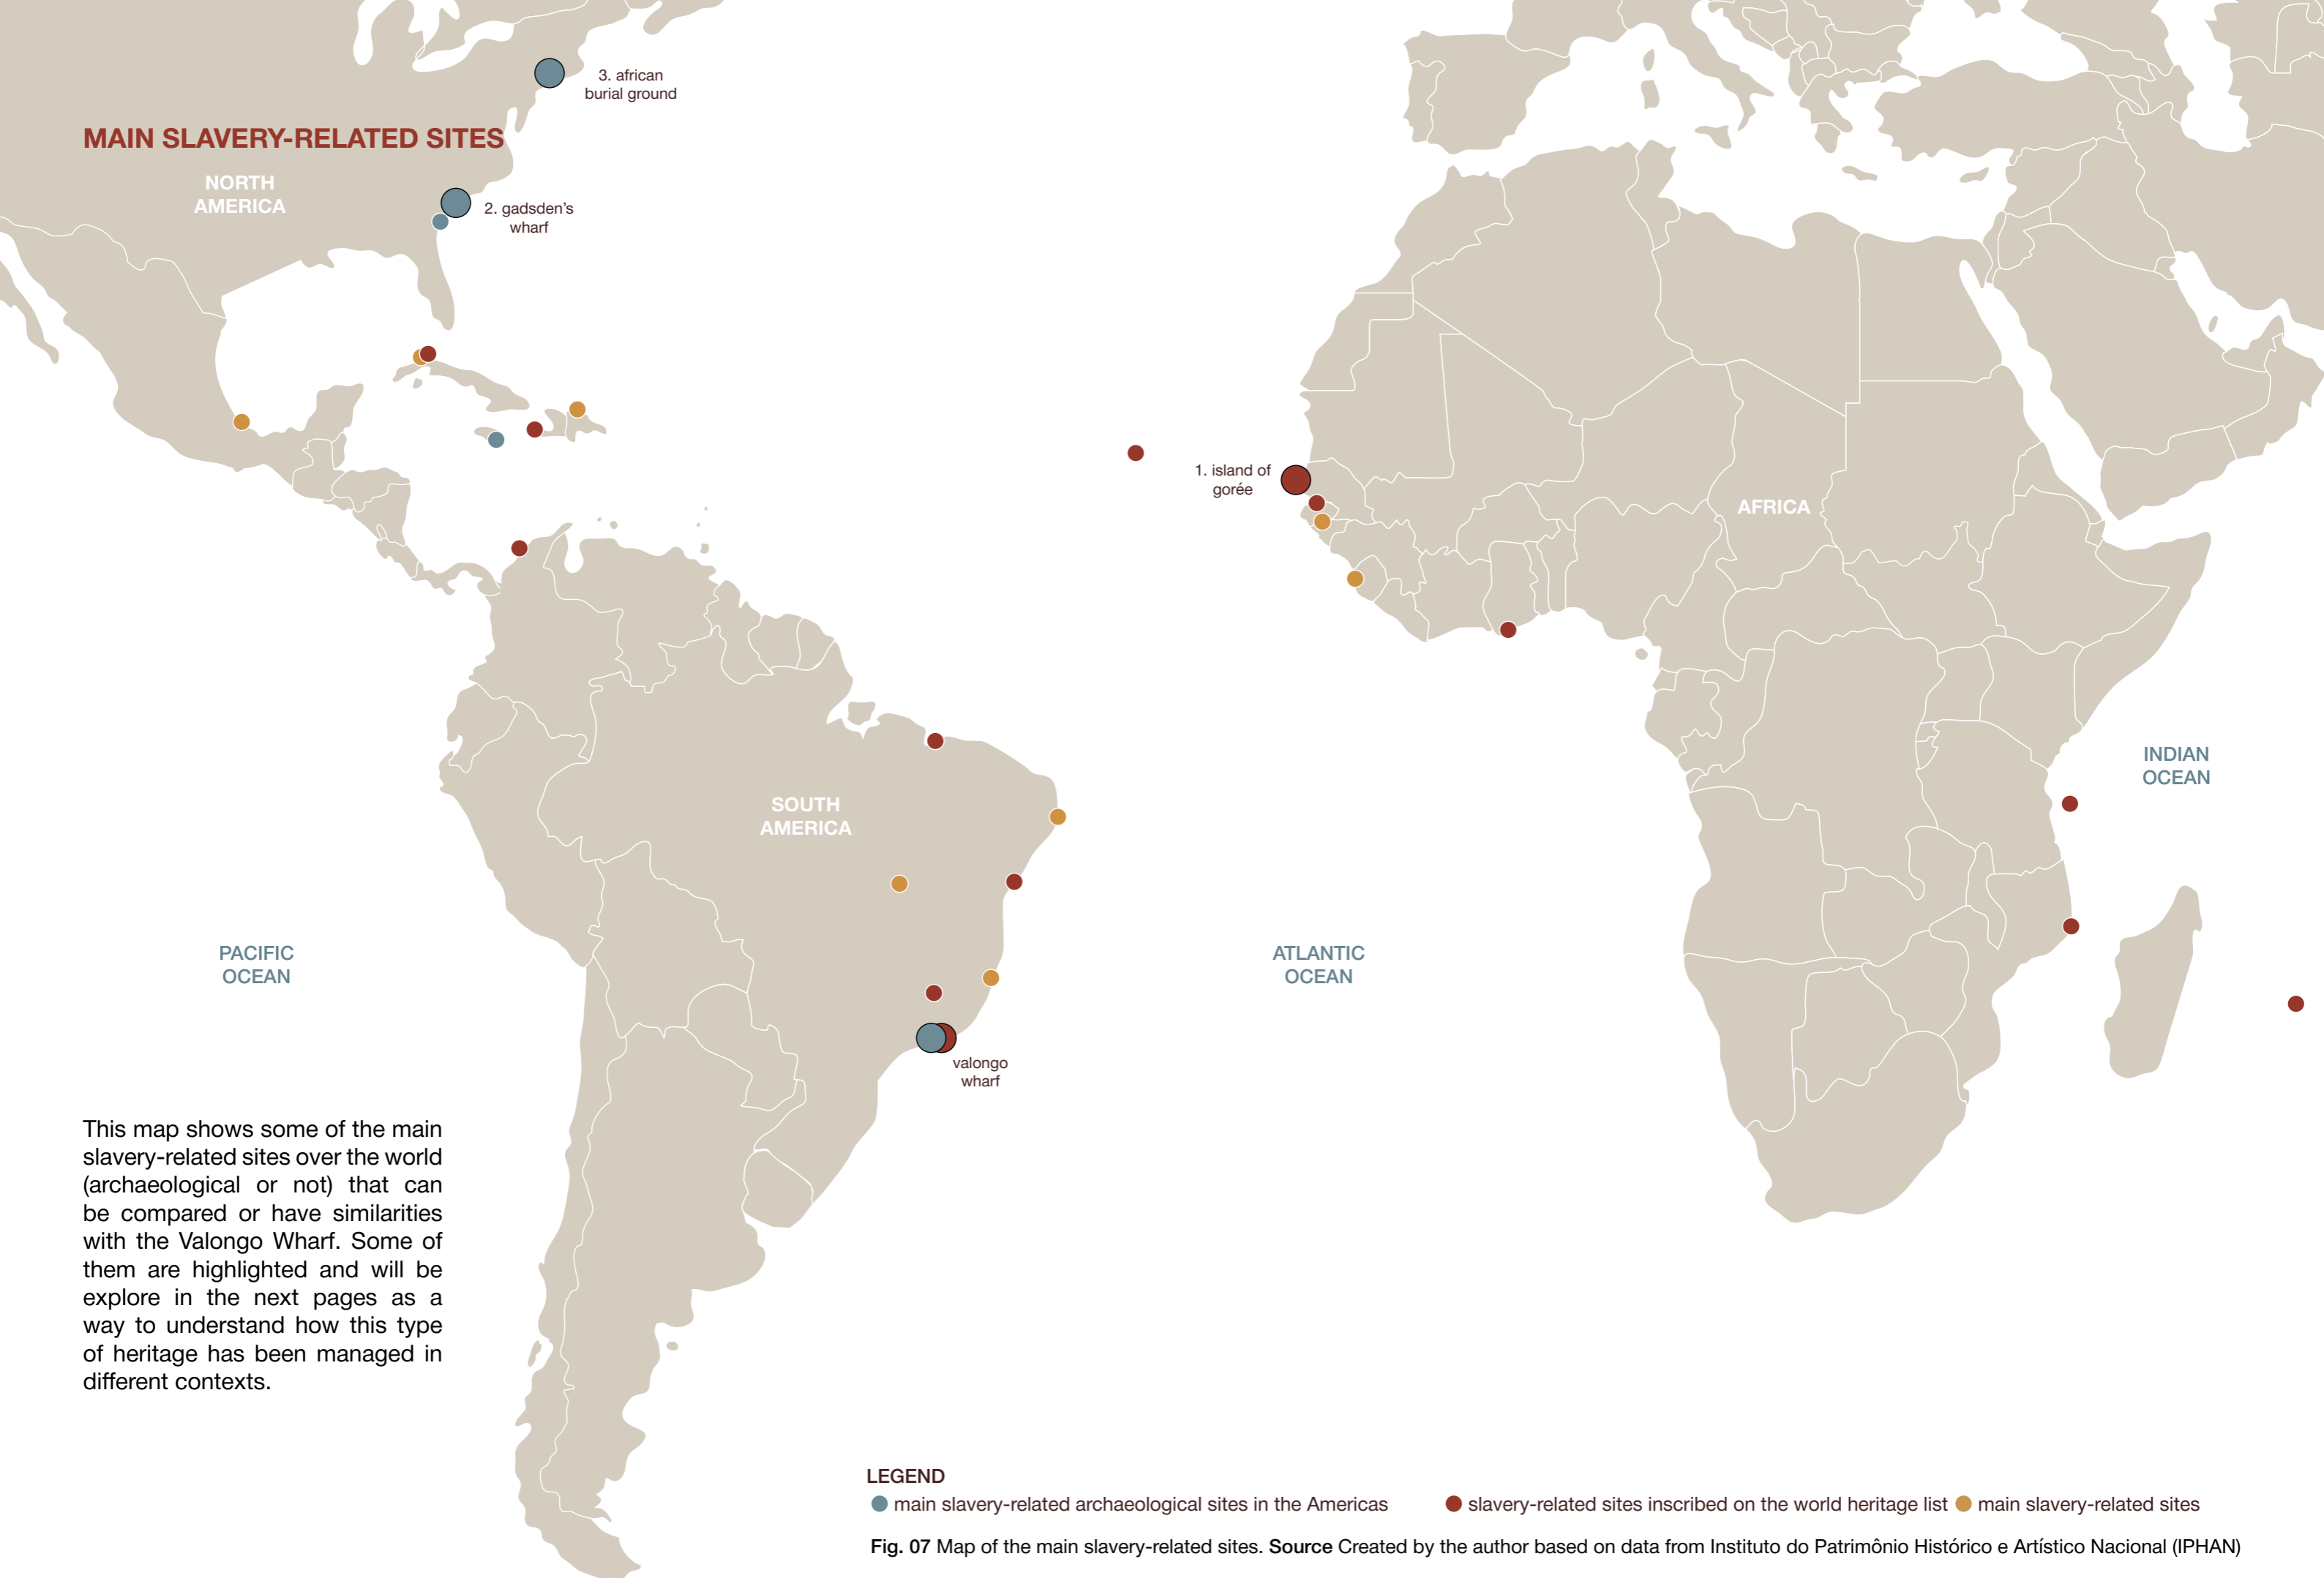 3. african
burial ground
MAIN SLAVERY-RELATED SITES
NORTH
AMERICA
2. gadsden's
wharf
1. island of
gorée
AFRICA
INDIAN
OCEAN
SOUTH
AMERICA
PACIFIC
OCEAN
ATLANTIC
OCEAN
valongo
wharf
This map shows some of the main
slavery-related sites over the world
(archaeological or not) that can
be compared or have similarities
with the Valongo Wharf. Some of
them are highlighted and will be
explore in the next pages as a
way to understand how this type
of heritage has been managed in
different contexts.
LEGEND
main slavery-related archaeological sites in the Americas
slavery-related sites inscribed on the world heritage list
main slavery-related sites
Fig. 07 Map of the main slavery-related sites. Source Created by the author based on data from Instituto do Patrimônio Histórico e Artístico Nacional (IPHAN)